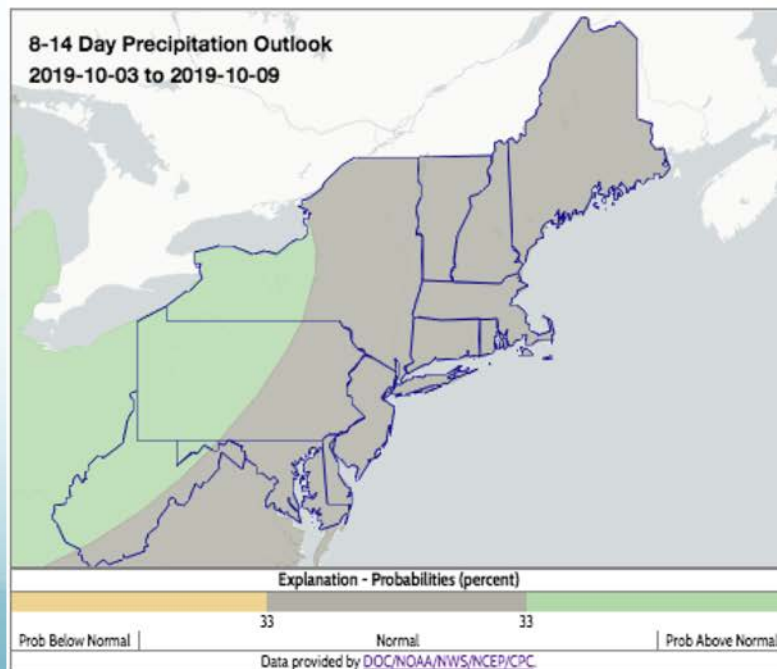 8-14 Day Precipitation Outlook
2019-10-03 to 2019-10-09
Explanation - Probabilities (percent)
33 33
Prob Below Normal Normal Prob Above Normal
Data provided by DOC/NOAA/NWS/NCEP/CPC